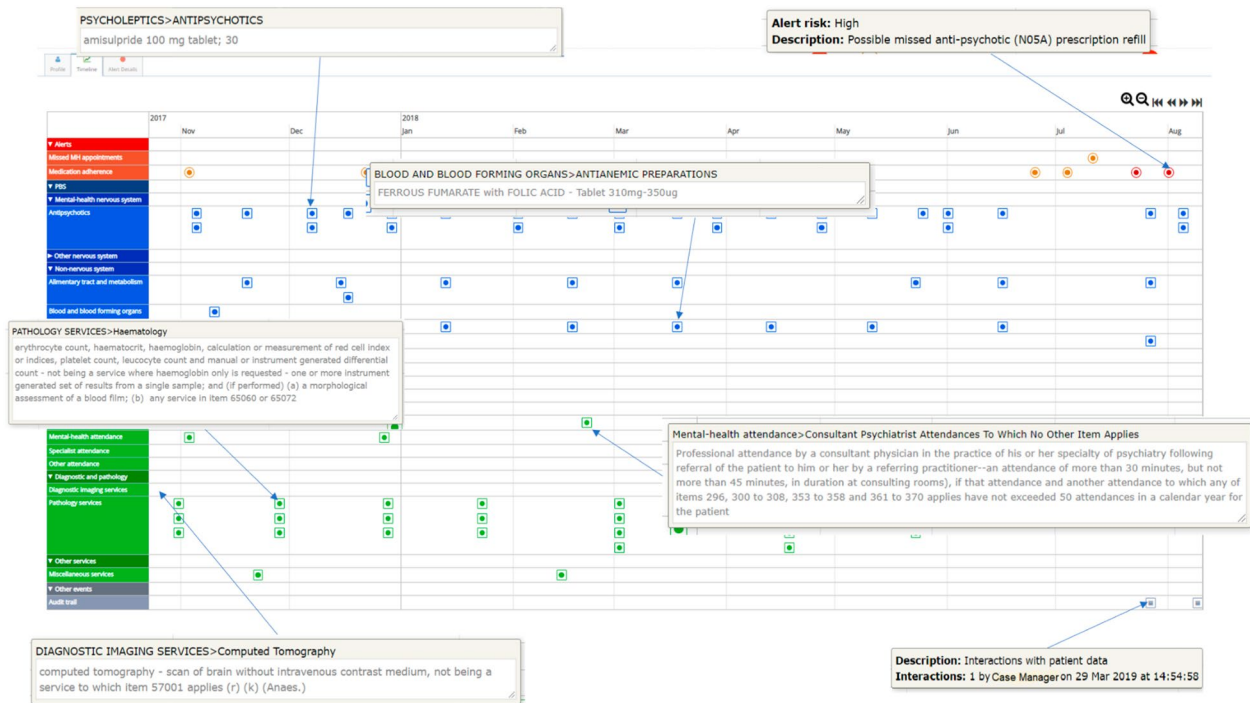 PSYCHOLEPTICS>ANTIPSYCHOTICS
amisulpride 100 mg tablet; 30
Alert risk: High
Description: Possible missed anti-psychotic (N05A) prescription refill
Profile
Timeline
Alert Details
2017
2018
Nov
Dec
Jan
Feb
Mar
Apr
May
Jun
Jul
Aug
▼ Alerts
Missed MH appointments
Medication adherence
▼ PBS
▼ Mental-health nervous system
Antipsychotics
BLOOD AND BLOOD FORMING ORGANS>ANTIANEMIC PREPARATIONS
FERROUS FUMARATE with FOLIC ACID - Tablet 310mg-350ug
► Other nervous system
▼ Non-nervous system
Alimentary tract and metabolism
Blood and blood forming organs
PATHOLOGY SERVICES>Haematology
erythrocyte count, haematocrit, haemoglobin, calculation or measurement of red cell index
or indices, platelet count, leucocyte count and manual or instrument generated differential
count - not being a service where haemoglobin only is requested - one or more instrument
generated set of results from a single sample; and (if performed) (a) a morphological
assessment of a blood film; (b) any service in item 65060 or 65072
Mental-health attendance
Specialist attendance
Other attendance
▼ Diagnostic and pathology
Diagnostic imaging services
Pathology services
Mental-health attendance>Consultant Psychiatrist Attendances To Which No Other Item Applies
Professional attendance by a consultant physician in the practice of his or her specialty of psychiatry following
referral of the patient to him or her by a referring practitioner--an attendance of more than 30 minutes, but not
more than 45 minutes, in duration at consulting rooms), if that attendance and another attendance to which any of
items 296, 300 to 308, 353 to 358 and 361 to 370 applies have not exceeded 50 attendances in a calendar year for
the patient
▼ Other services
Miscellaneous services
▼ Other events
Audit trail
DIAGNOSTIC IMAGING SERVICES>Computed Tomography
computed tomography - scan of brain without intravenous contrast medium, not being a
service to which item 57001 applies (r) (k) (Anaes.)
Description: Interactions with patient data
Interactions: 1 by Case Manager on 29 Mar 2019 at 14:54:58